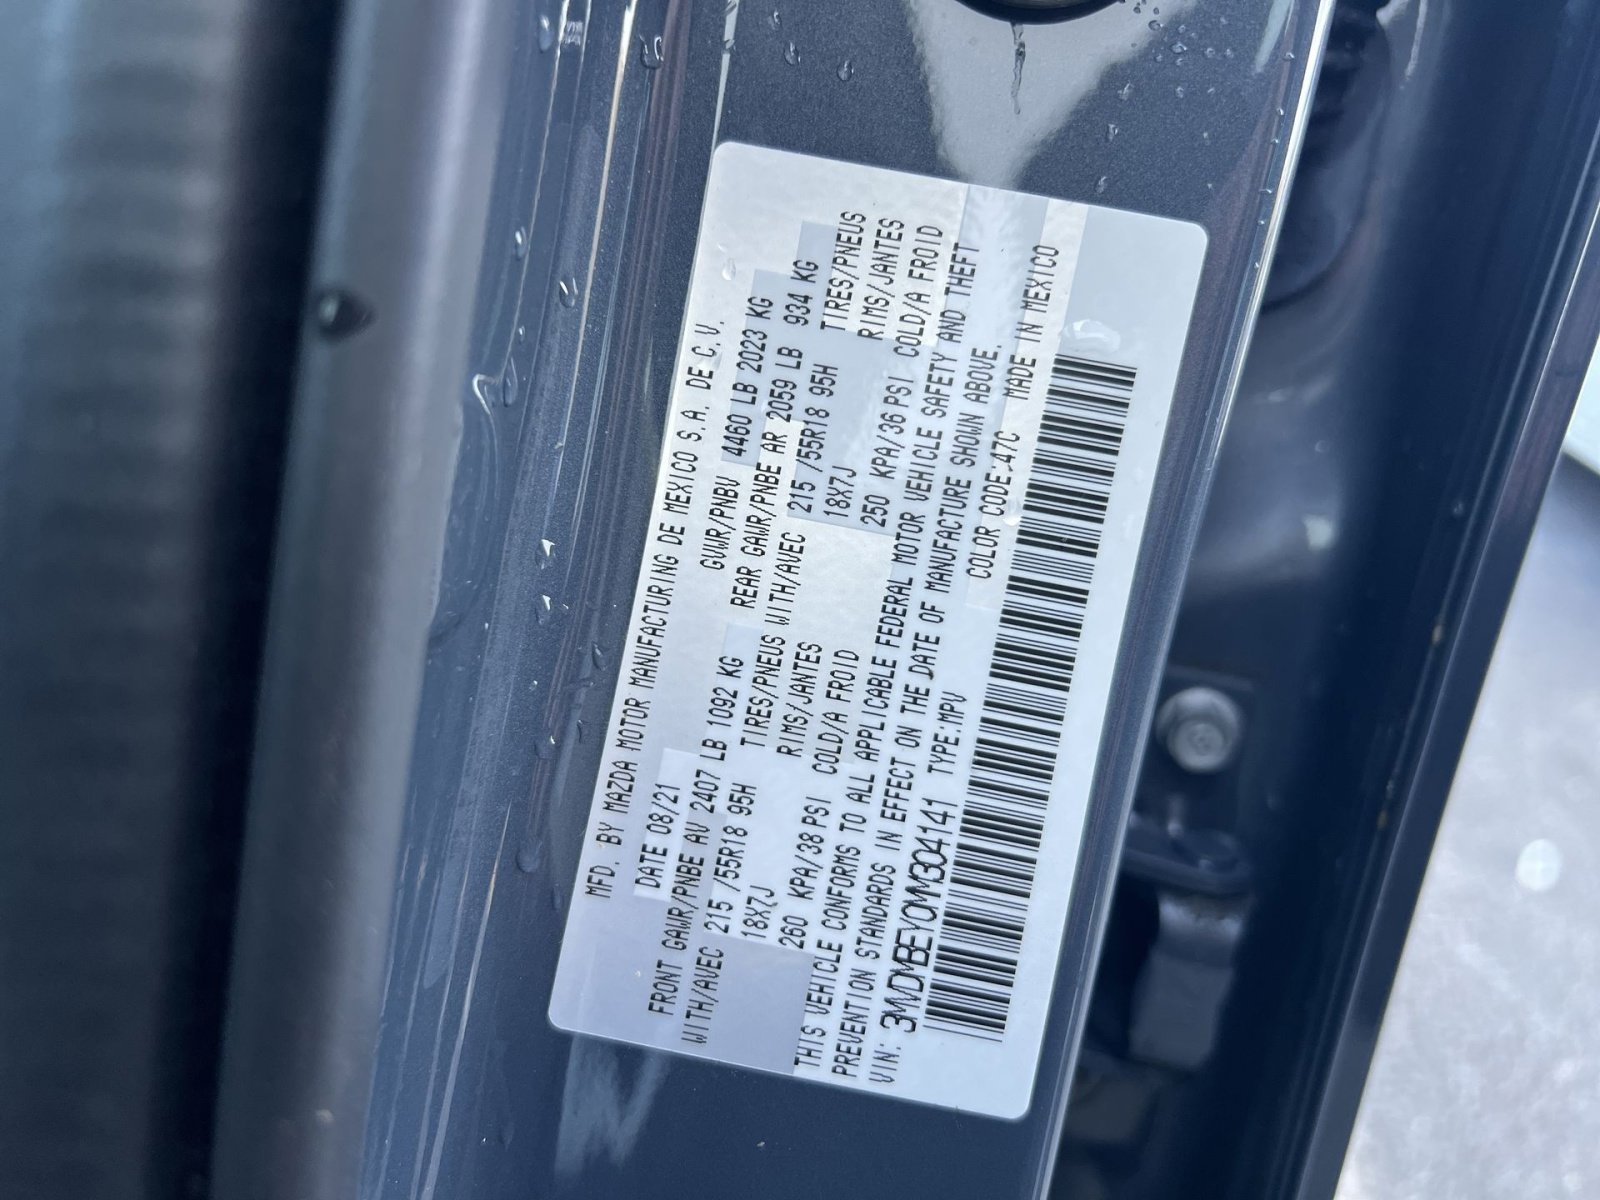 MFD. BY MAZDA MOTOR MANUFACTURING DE MEXICO S.A. DE C.V.
DATE 08/21 GVWR/PNBV 4460 LB 2023 KG
FRONT GAWR/PNBE AV 2407 LB 1092 KG REAR GAWR/PNBE AR 2059 LB 934 KG
WITH/AVEC 215 /55R18 95H TIRES/PNEUS WITH/AVEC 215 /55R18 95H TIRES/PNEUS
18X7J RIMS/JANTES 18X7J RIMS/JANTES
260 KPA/38 PSI COLD/A FROID 250 KPA/36 PSI COLD/A FROID
THIS VEHICLE CONFORMS TO ALL APPLICABLE FEDERAL MOTOR VEHICLE SAFETY AND THEFT
PREVENTION STANDARDS IN EFFECT ON THE DATE OF MANUFACTURE SHOWN ABOVE.
VIN: 3MVDMBEY0MM304141 TYPE:MPV COLOR CODE:47C MADE IN MEXICO